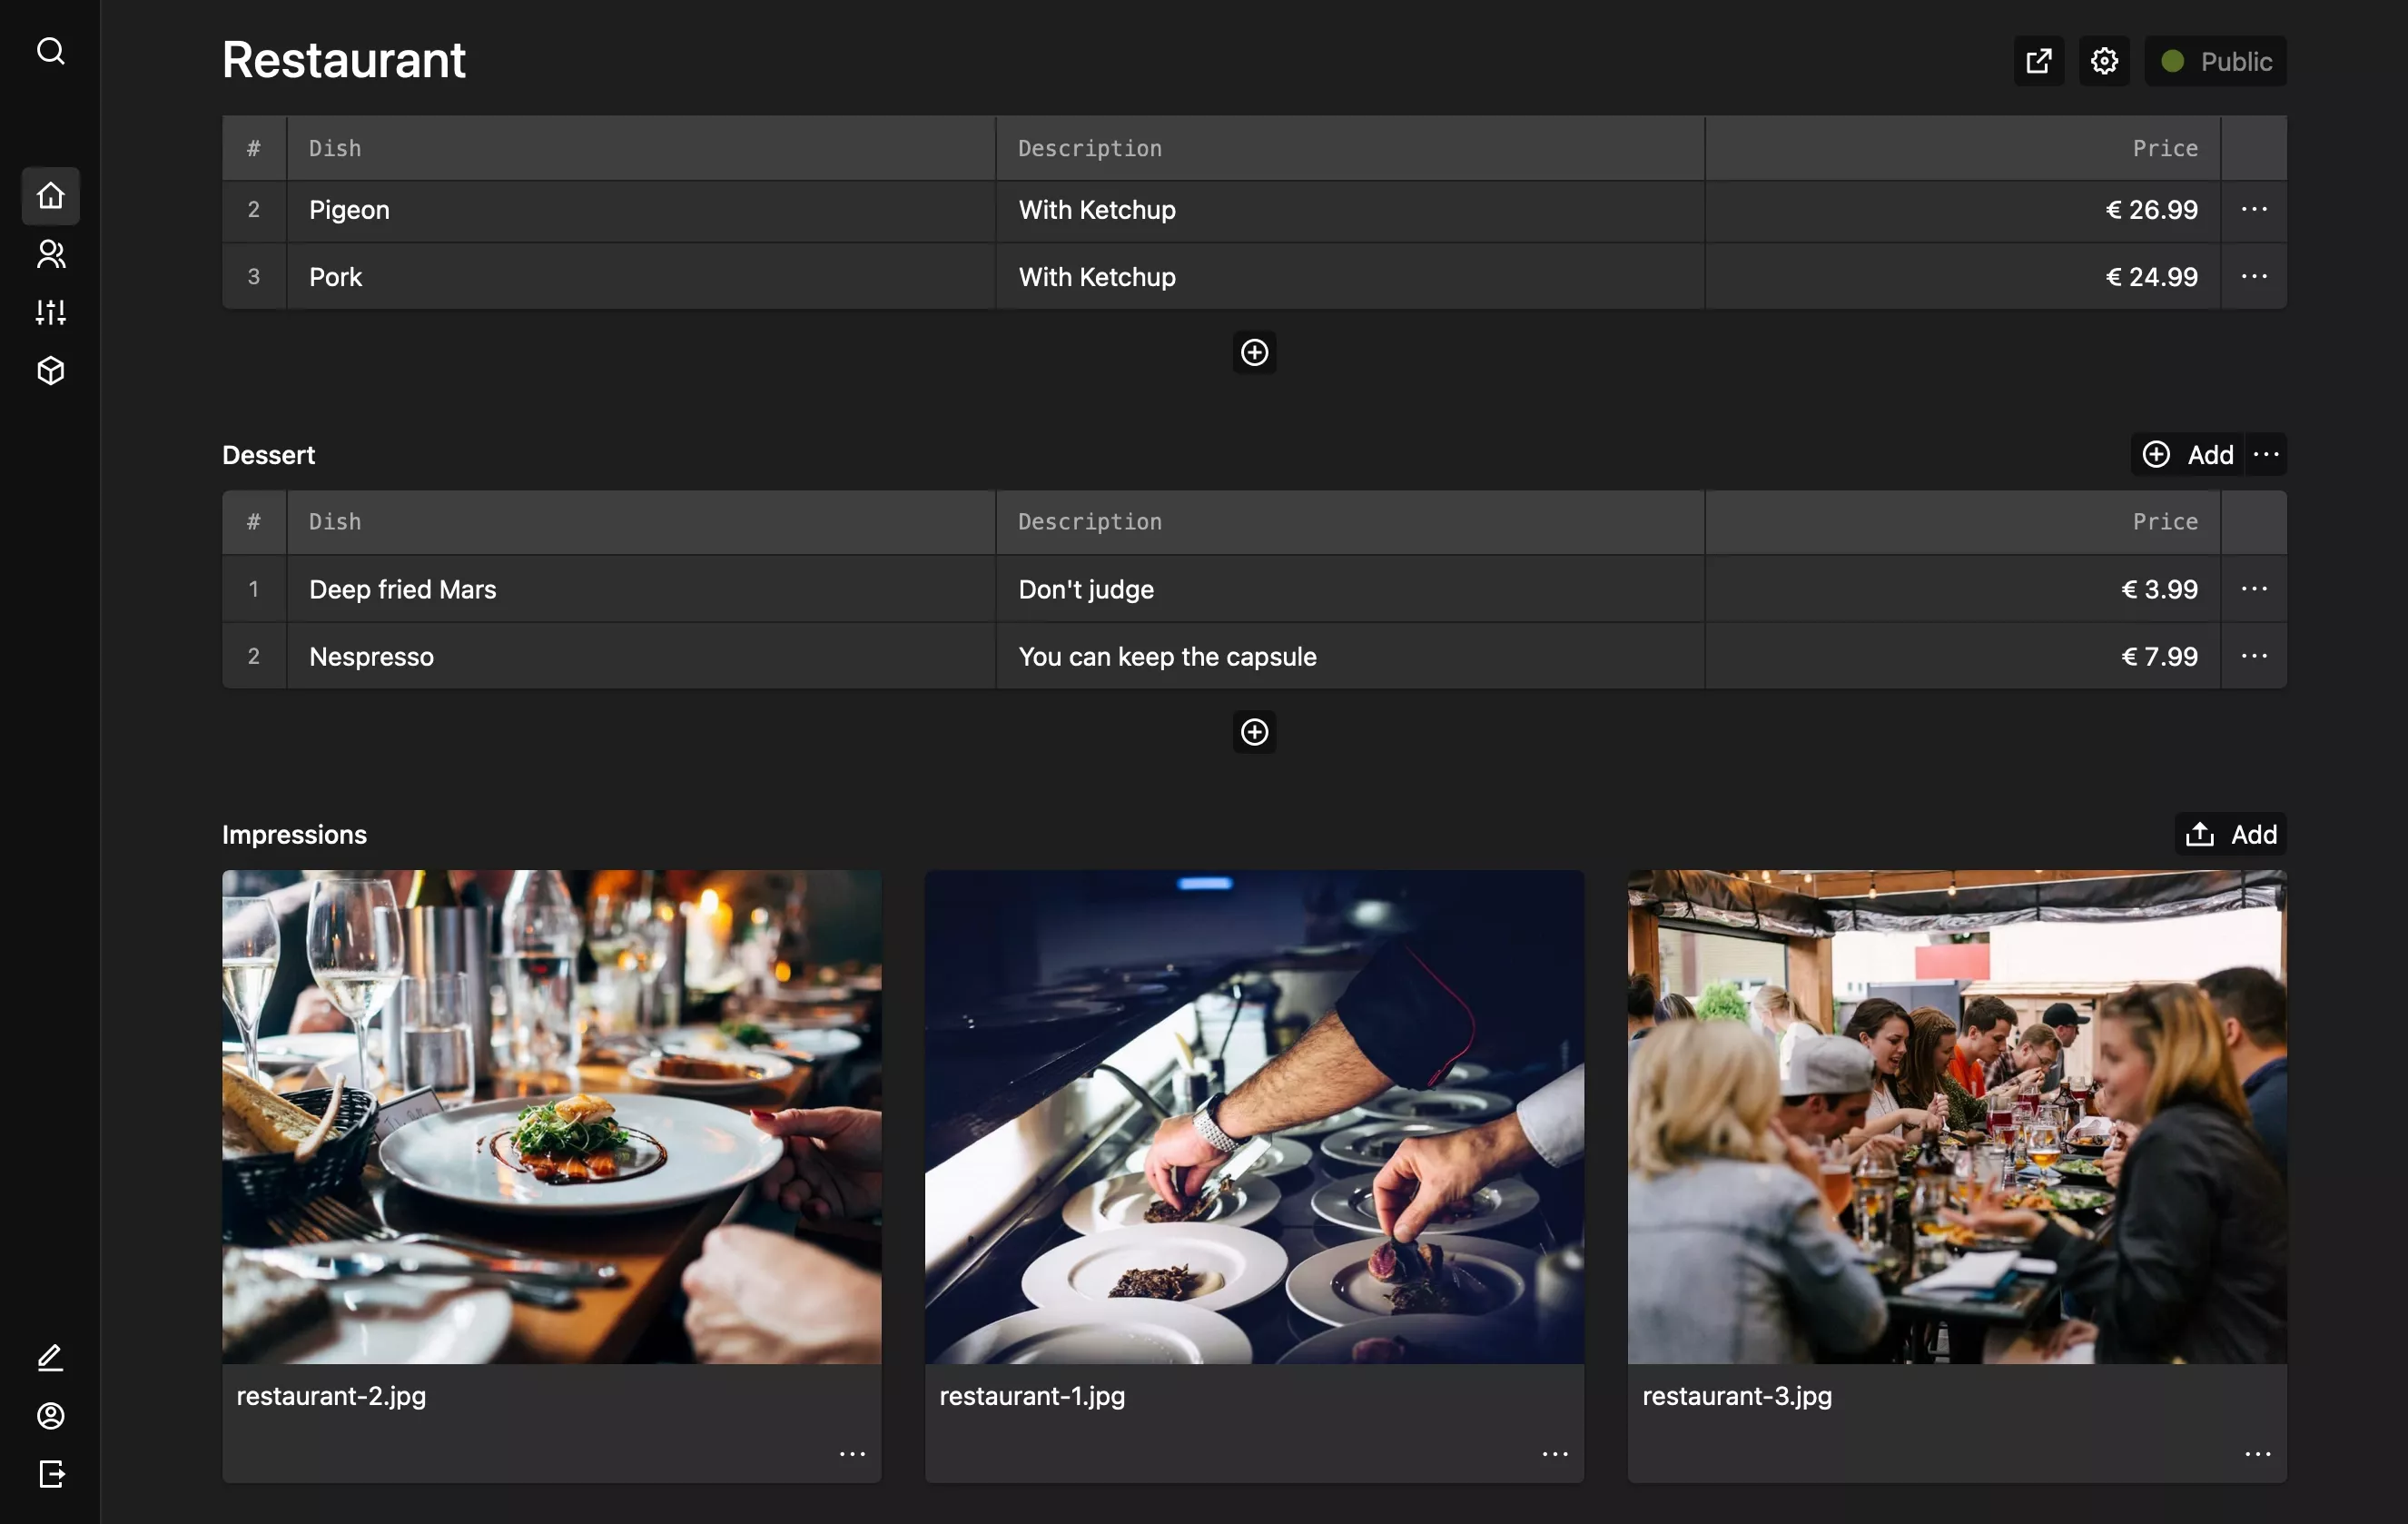 Restaurant
Public
# Dish Description Price
2 Pigeon With Ketchup € 26.99
3 Pork With Ketchup € 24.99
Dessert
Add
# Dish Description Price
1 Deep fried Mars Don't judge € 3.99
2 Nespresso You can keep the capsule € 7.99
Impressions
Add
restaurant-2.jpg
restaurant-1.jpg
restaurant-3.jpg